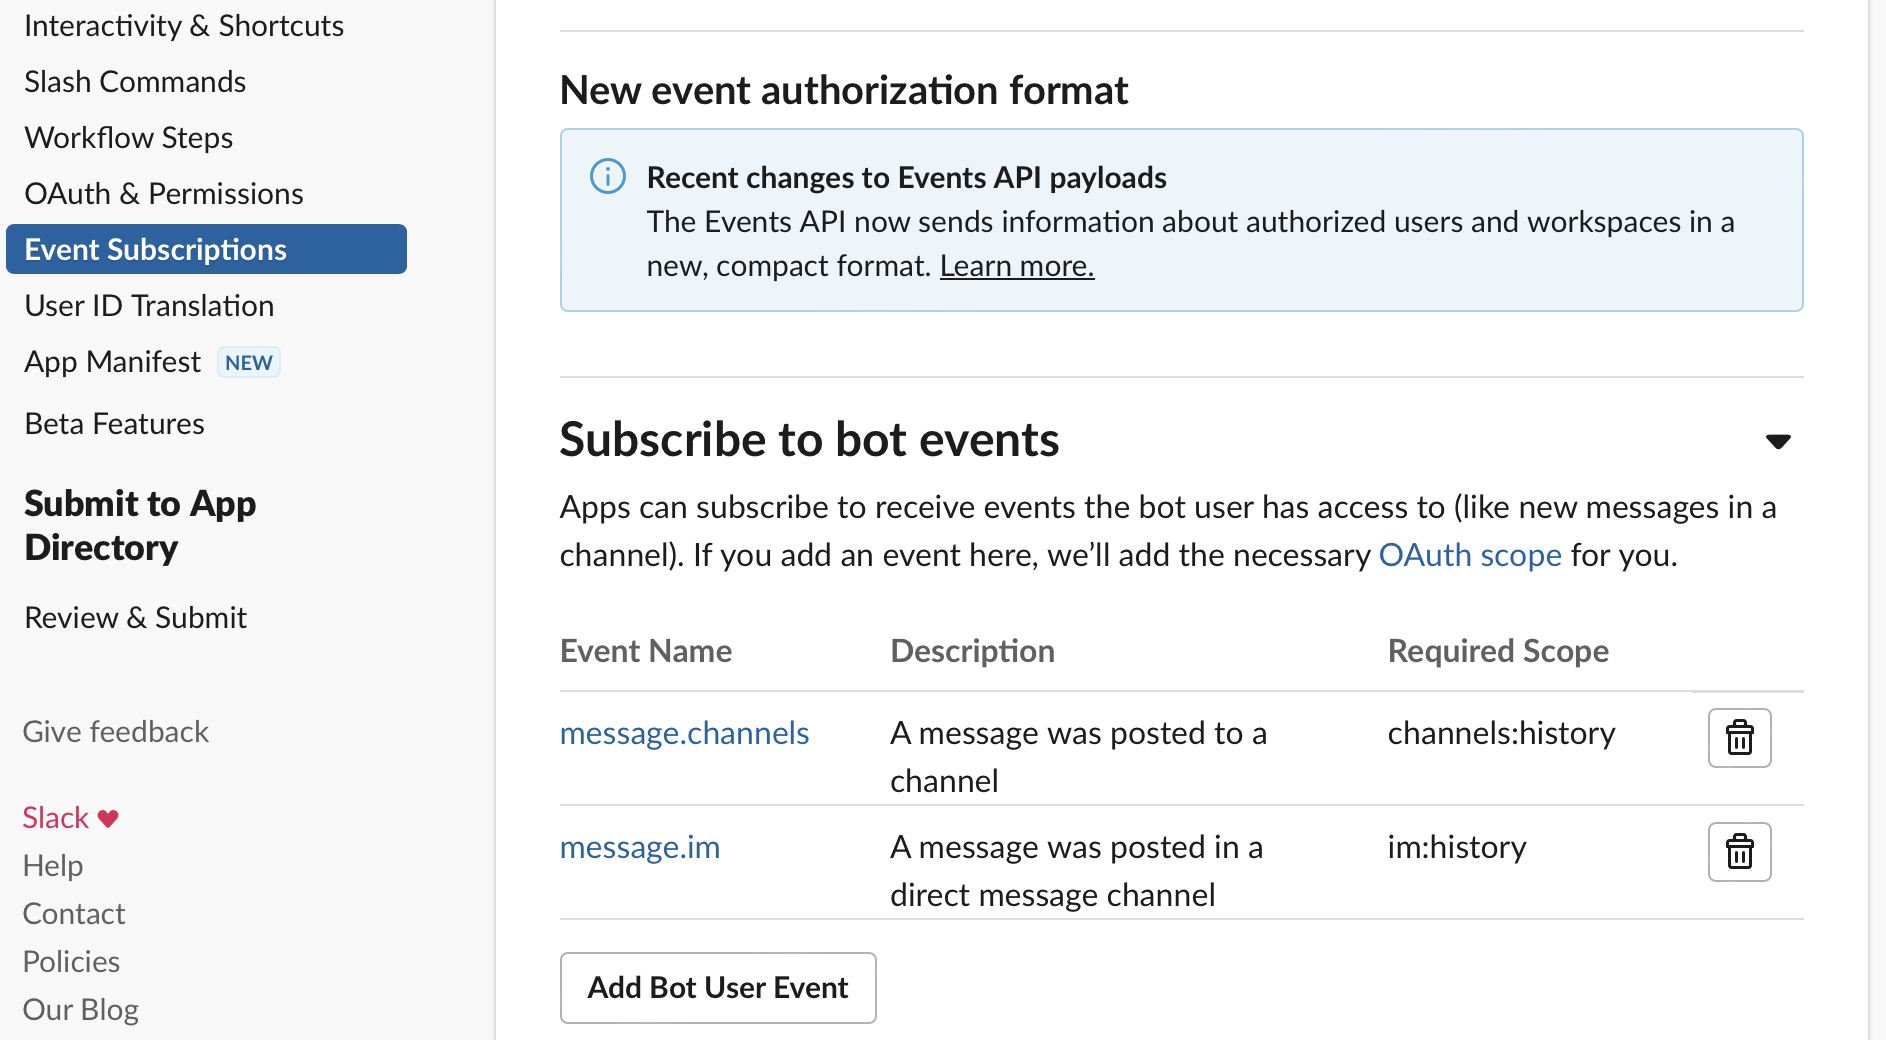 Interactivity & Shortcuts
Slash Commands
Workflow Steps
OAuth & Permissions
Event Subscriptions
User ID Translation
App Manifest NEW
Beta Features
Submit to App
Directory
Review & Submit
Give feedback
Slack ♥
Help
Contact
Policies
Our Blog
New event authorization format
Recent changes to Events API payloads
The Events API now sends information about authorized users and workspaces in a
new, compact format. Learn more.
Subscribe to bot events
Apps can subscribe to receive events the bot user has access to (like new messages in a
channel). If you add an event here, we’ll add the necessary OAuth scope for you.
Event Name Description Required Scope
message.channels A message was posted to a channels:history
channel
message.im A message was posted in a im:history
direct message channel
Add Bot User Event